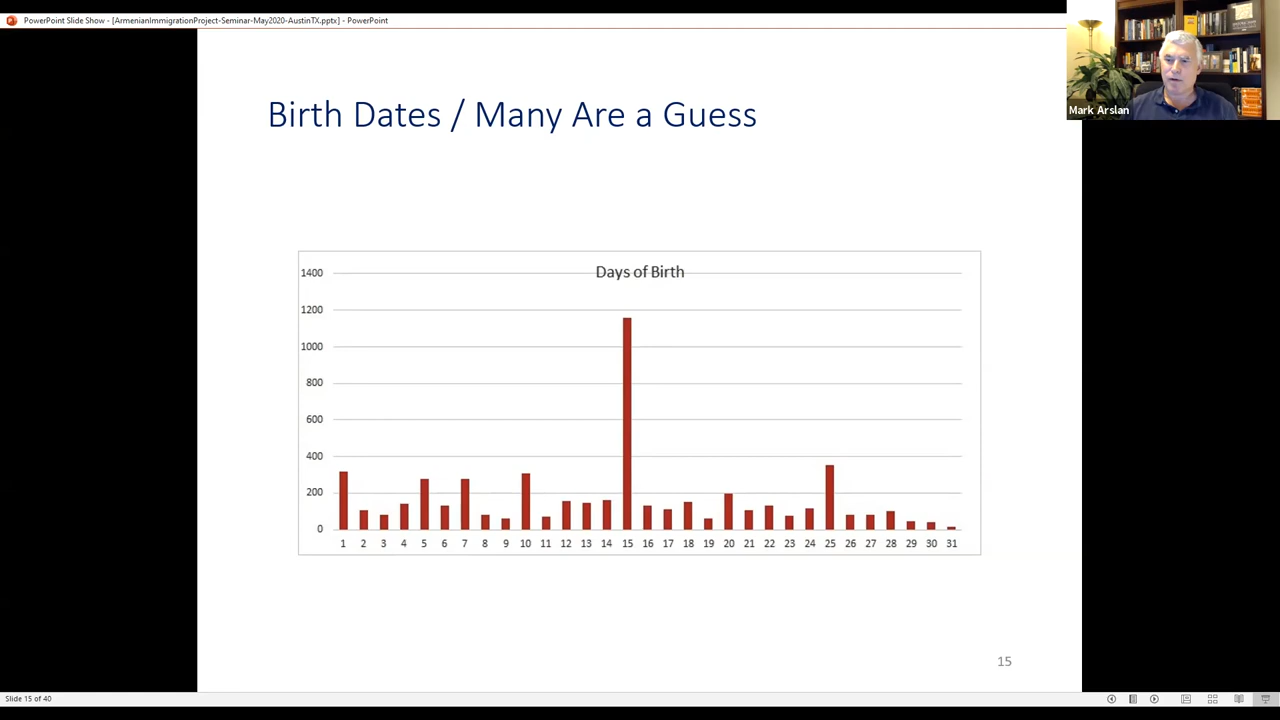 PowerPoint Slide Show - [ArmenianImmigrationProject-Seminar-May2020-AustinTX.pptx] - PowerPoint
Mark Arslan
Birth Dates / Many Are a Guess
Days of Birth
1400
1200
1000
800
600
400
200
0
1 2 3 4 5 6 7 8 9 10 11 12 13 14 15 16 17 18 19 20 21 22 23 24 25 26 27 28 29 30 31
15
Slide 15 of 40